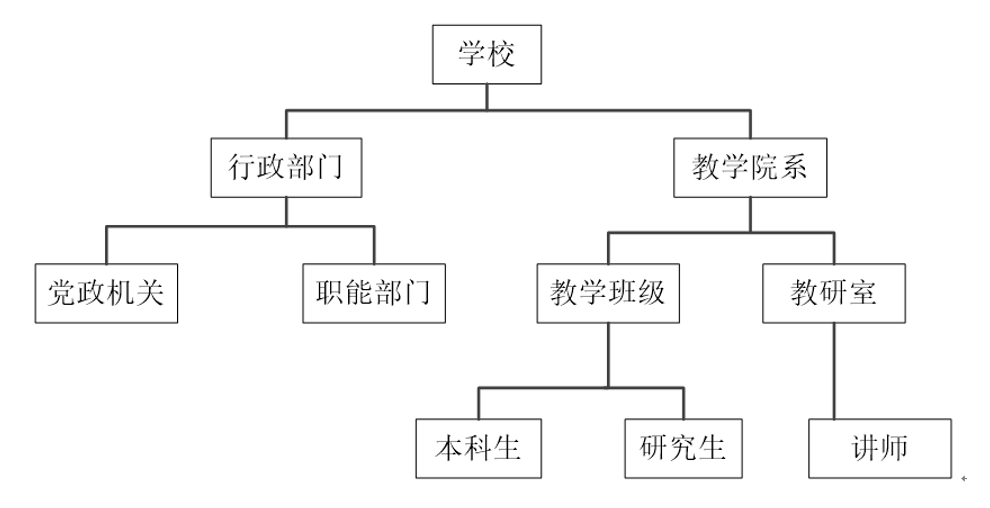 学校
行政部门
教学院系
党政机关
职能部门
教学班级
教研室
本科生
研究生
讲师